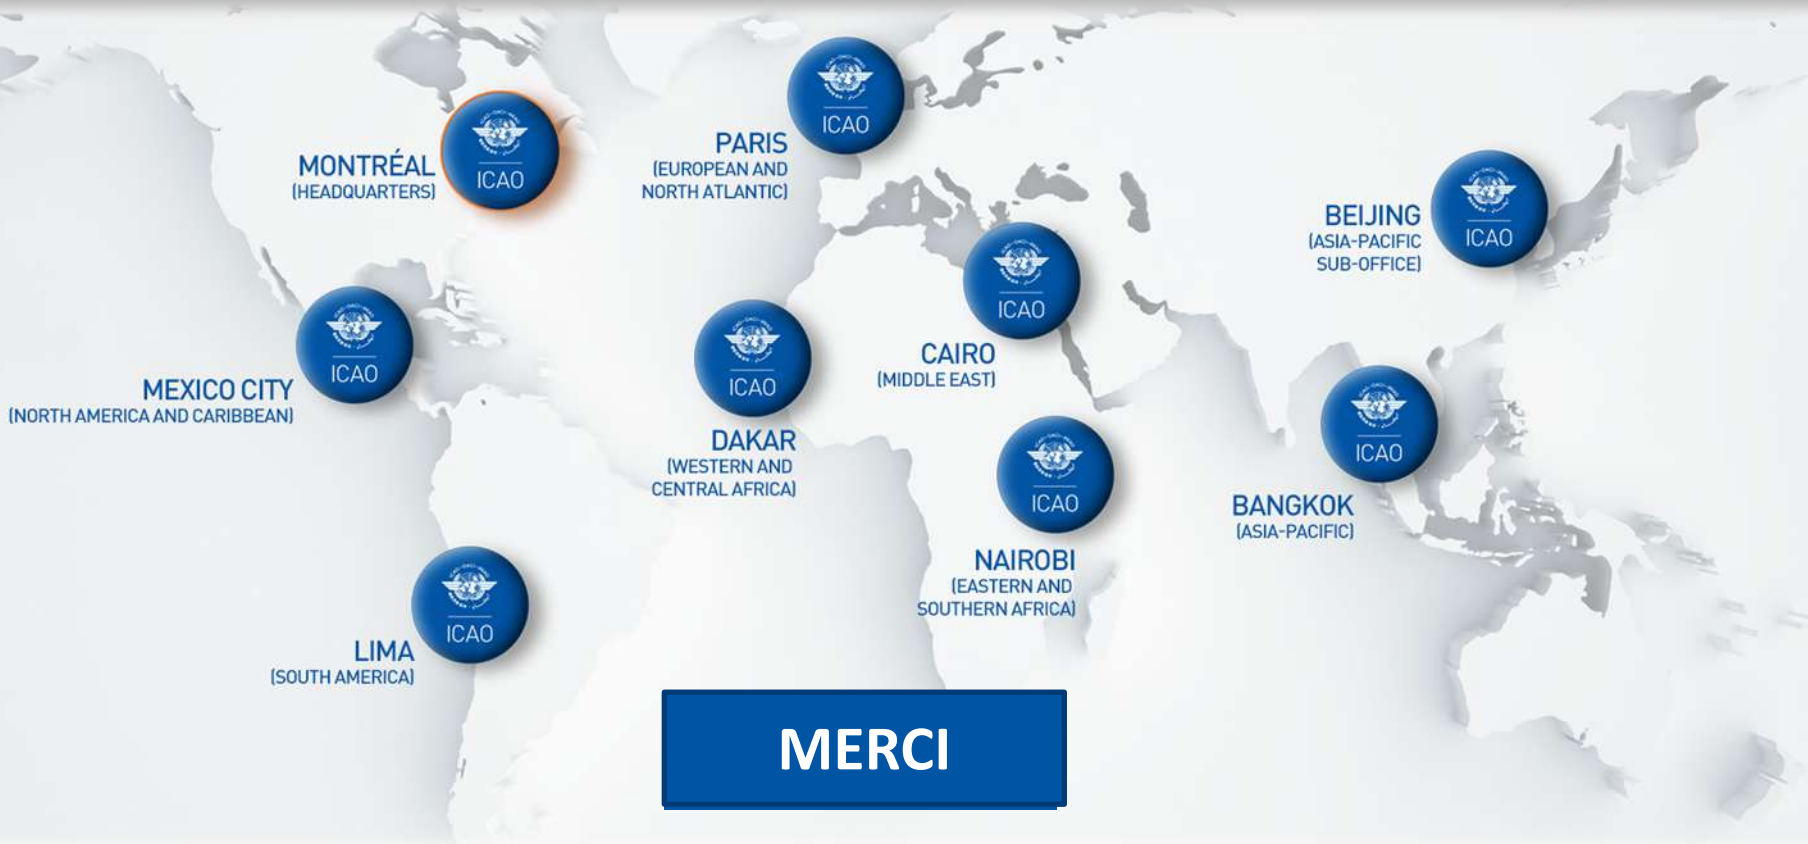 ICAO
MONTRÉAL
(HEADQUARTERS)
ICAO
PARIS
(EUROPEAN AND
NORTH ATLANTIC)
ICAO
BEIJING
(ASIA-PACIFIC
SUB-OFFICE)
ICAO
MEXICO CITY
(NORTH AMERICA AND CARIBBEAN)
ICAO
DAKAR
(WESTERN AND
CENTRAL AFRICA)
ICAO
CAIRO
(MIDDLE EAST)
ICAO
NAIROBI
(EASTERN AND
SOUTHERN AFRICA)
ICAO
BANGKOK
(ASIA-PACIFIC)
ICAO
LIMA
(SOUTH AMERICA)
MERCI